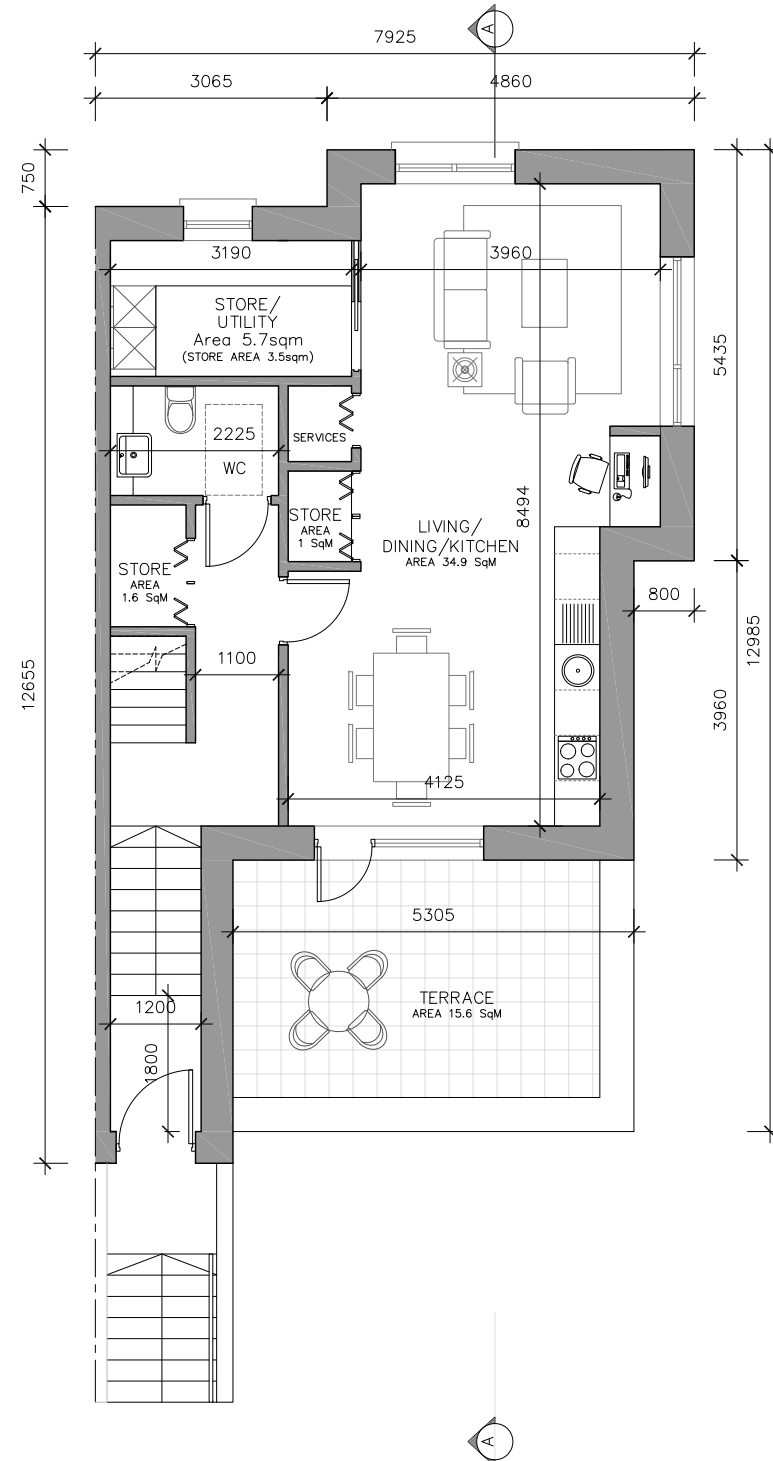 A
7925
3065
4860
750
3190
3960
STORE/
UTILITY
Area 5.7sqm
(STORE AREA 3.5sqm)
5435
2225
WC
SERVICES
STORE
AREA
1 SqM
8494
LIVING/
DINING/KITCHEN
AREA 34.9 SqM
STORE
AREA
1.6 SqM
800
12985
1100
12655
3960
4125
5305
TERRACE
AREA 15.6 SqM
1200
1800
A